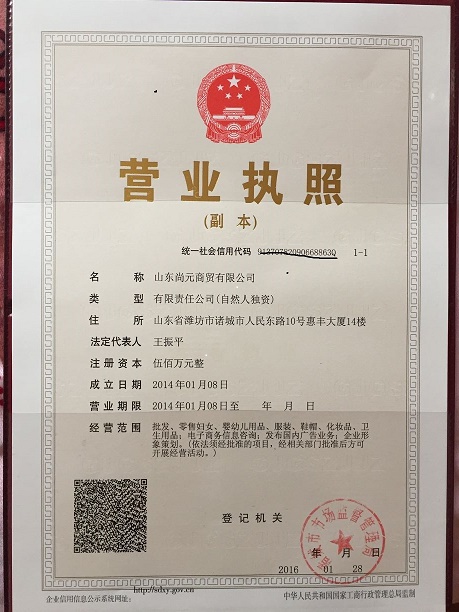 营业执照
(副 本)
统一社会信用代码 91370782090668863Q 1-1
名称 山东尚元商贸有限公司
类型 有限责任公司(自然人独资)
住所 山东省潍坊市诸城市人民东路10号惠丰大厦14楼
法定代表人 王振平
注册资本 伍佰万元整
成立日期 2014年01月08日
营业期限 2014年01月08日至 年 月 日
经营范围 批发、零售妇女、婴幼儿用品、服装、鞋帽、化妆品、卫
生用品；电子商务信息咨询；发布国内广告业务；企业形
象策划。(依法须经批准的项目，经相关部门批准后方可
开展经营活动。)
登记机关
市市场监督管理局
年 月 日
2016 01 28
http://sdxy.gov.cn
企业信用信息公示系统网址：
中华人民共和国国家工商行政管理总局监制